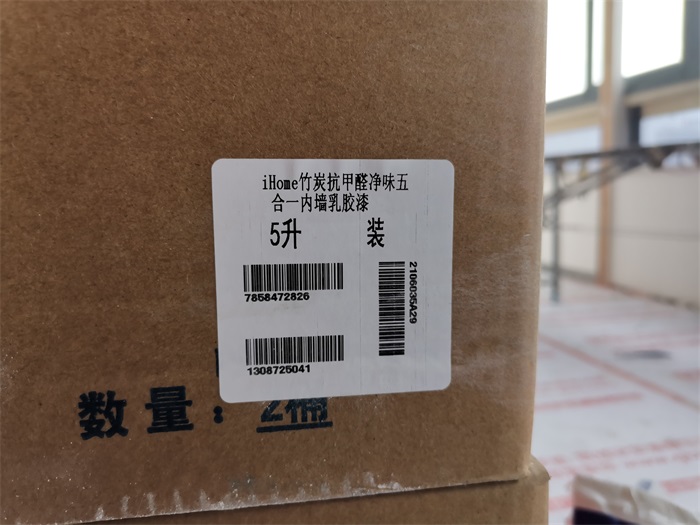 iHome竹炭抗甲醛净味五
合一内墙乳胶漆
5升 装
7858472826
2106035A29
1308725041
数量：2桶